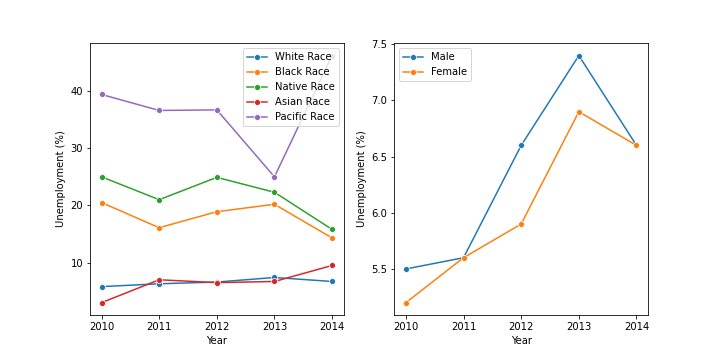 White Race
Black Race
Native Race
Asian Race
Pacific Race
Unemployment (%)
40
30
20
10
2010 2011 2012 2013 2014
Year
Male
Female
Unemployment (%)
7.5
7.0
6.5
6.0
5.5
2010 2011 2012 2013 2014
Year